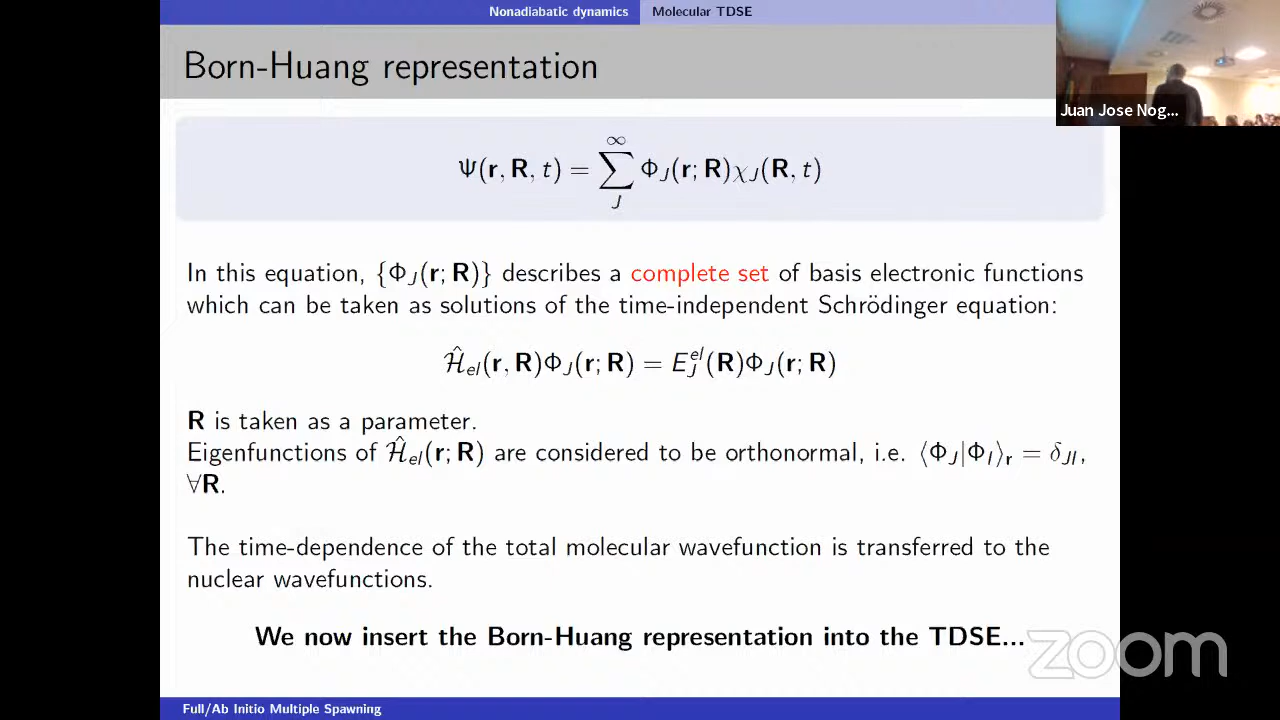 Nonadiabatic dynamics Molecular TDSE
Born-Huang representation
Juan Jose Nog...
Ψ(r, R, t) = ∑_J^∞ Φ_J(r; R)χ_J(R, t)
In this equation, {Φ_J(r; R)} describes a complete set of basis electronic functions
which can be taken as solutions of the time-independent Schrödinger equation:
Ĥ_el(r, R)Φ_J(r; R) = E_J^el(R)Φ_J(r; R)
R is taken as a parameter.
Eigenfunctions of Ĥ_el(r; R) are considered to be orthonormal, i.e. ⟨Φ_J|Φ_I⟩_r = δ_JI,
∀R.
The time-dependence of the total molecular wavefunction is transferred to the
nuclear wavefunctions.
We now insert the Born-Huang representation into the TDSE...
zoom
Full/Ab Initio Multiple Spawning